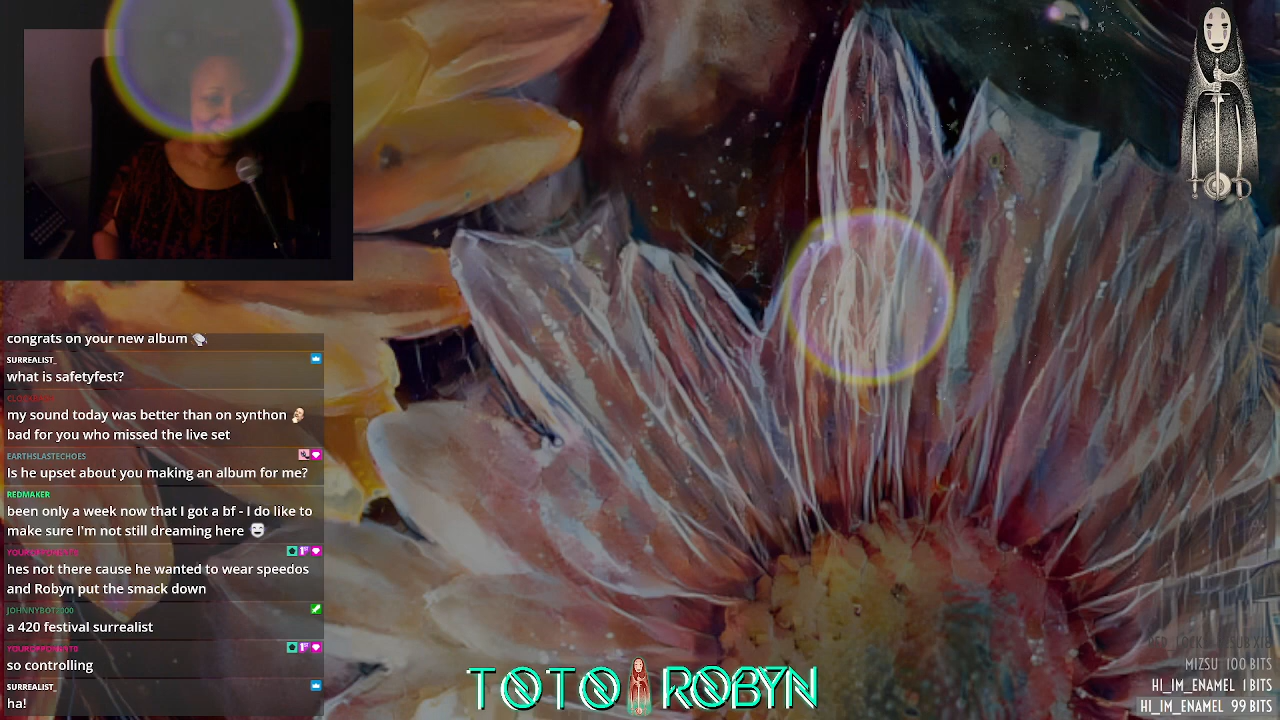 congrats on your new album
SURREALIST_
what is safetyfest?
my sound today was better than on synthon
bad for you who missed the live set
EARTHSLASTECHOES
Is he upset about you making an album for me?
REDMAKER
been only a week now that I got a bf - I do like to
make sure I'm not still dreaming here
hes not there cause he wanted to wear speedos
and Robyn put the smack down
JOHNNYBOT2000
a 420 festival surrealist
so controlling
SURREALIST_
ha!
TOTO ROBYN
MIZSU 100 BITS
HI_IM_ENAMEL 1 BITS
HI_IM_ENAMEL 99 BITS